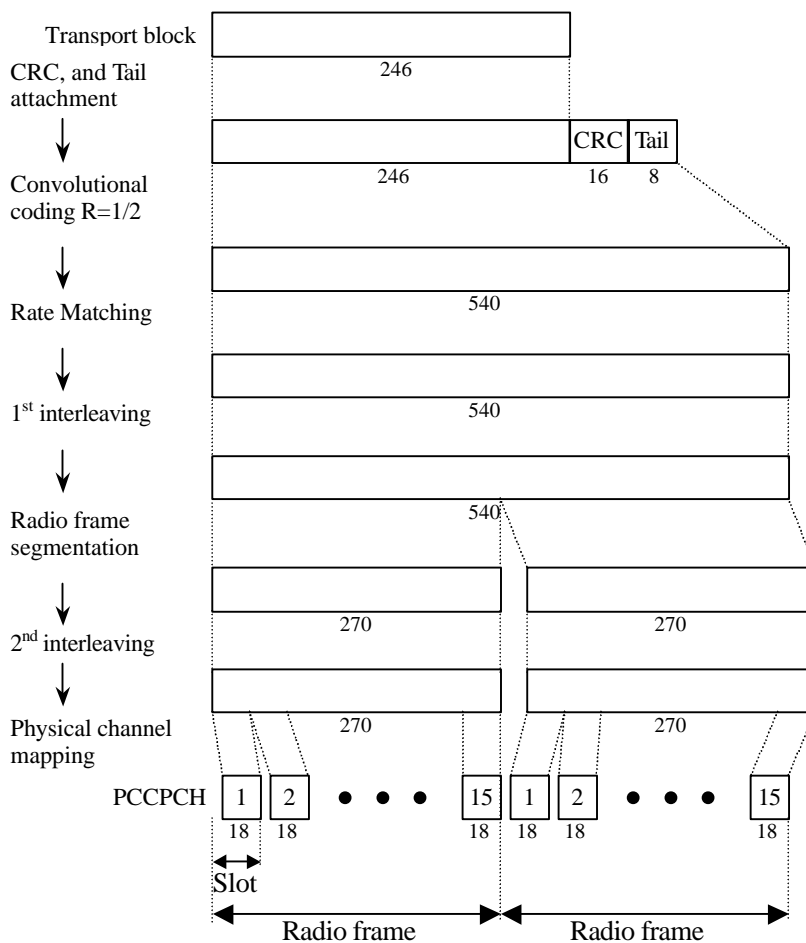 Transport block
246
CRC, and Tail
attachment
CRC Tail
246 16 8
Convolutional
coding R=1/2
540
Rate Matching
540
1st interleaving
540
Radio frame
segmentation
270 270
2nd interleaving
270 270
Physical channel
mapping
PCCPCH 1 2 15 1 2 15
18 18 18 18 18 18
Slot
Radio frame Radio frame